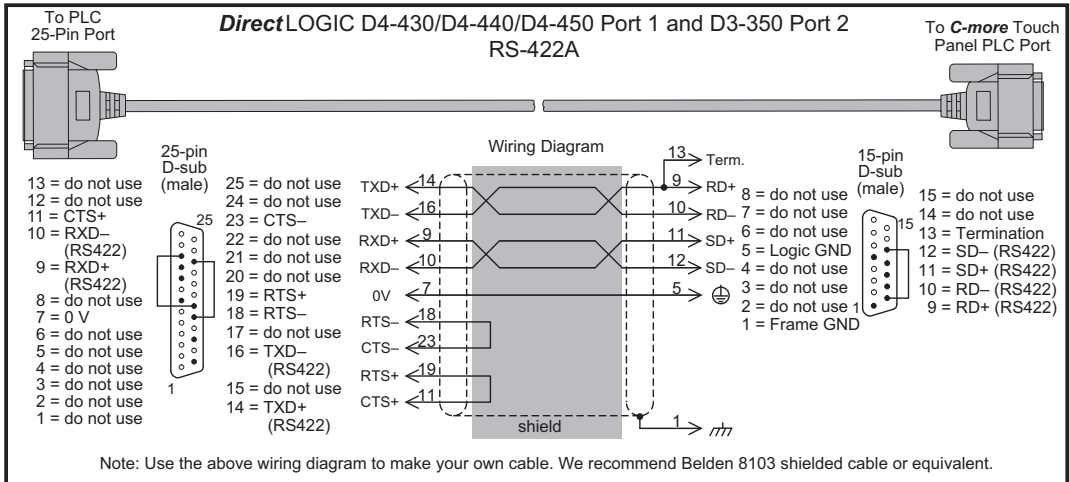 To PLC
25-Pin Port
DirectLOGIC D4-430/D4-440/D4-450 Port 1 and D3-350 Port 2
RS-422A
To C-more Touch
Panel PLC Port
25-pin
D-sub
(male)
13 = do not use
12 = do not use
11 = CTS+
10 = RXD–
(RS422)
9 = RXD+
(RS422)
8 = do not use
7 = 0 V
6 = do not use
5 = do not use
4 = do not use
3 = do not use
2 = do not use
1 = do not use
25
1
25 = do not use
24 = do not use
23 = CTS–
22 = do not use
21 = do not use
20 = do not use
19 = RTS+
18 = RTS–
17 = do not use
16 = TXD–
(RS422)
15 = do not use
14 = TXD+
(RS422)
Wiring Diagram
13 Term.
TXD+ 14 9 RD+
TXD– 16 10 RD–
RXD+ 9 11 SD+
RXD– 10 12 SD–
0V 7 5
RTS– 18
CTS– 23
RTS+ 19
CTS+ 11
shield
1
15-pin
D-sub
(male)
8 = do not use
7 = do not use
6 = do not use
5 = Logic GND
4 = do not use
3 = do not use
2 = do not use
1 = Frame GND
15
1
15 = do not use
14 = do not use
13 = Termination
12 = SD– (RS422)
11 = SD+ (RS422)
10 = RD– (RS422)
9 = RD+ (RS422)
Note: Use the above wiring diagram to make your own cable. We recommend Belden 8103 shielded cable or equivalent.